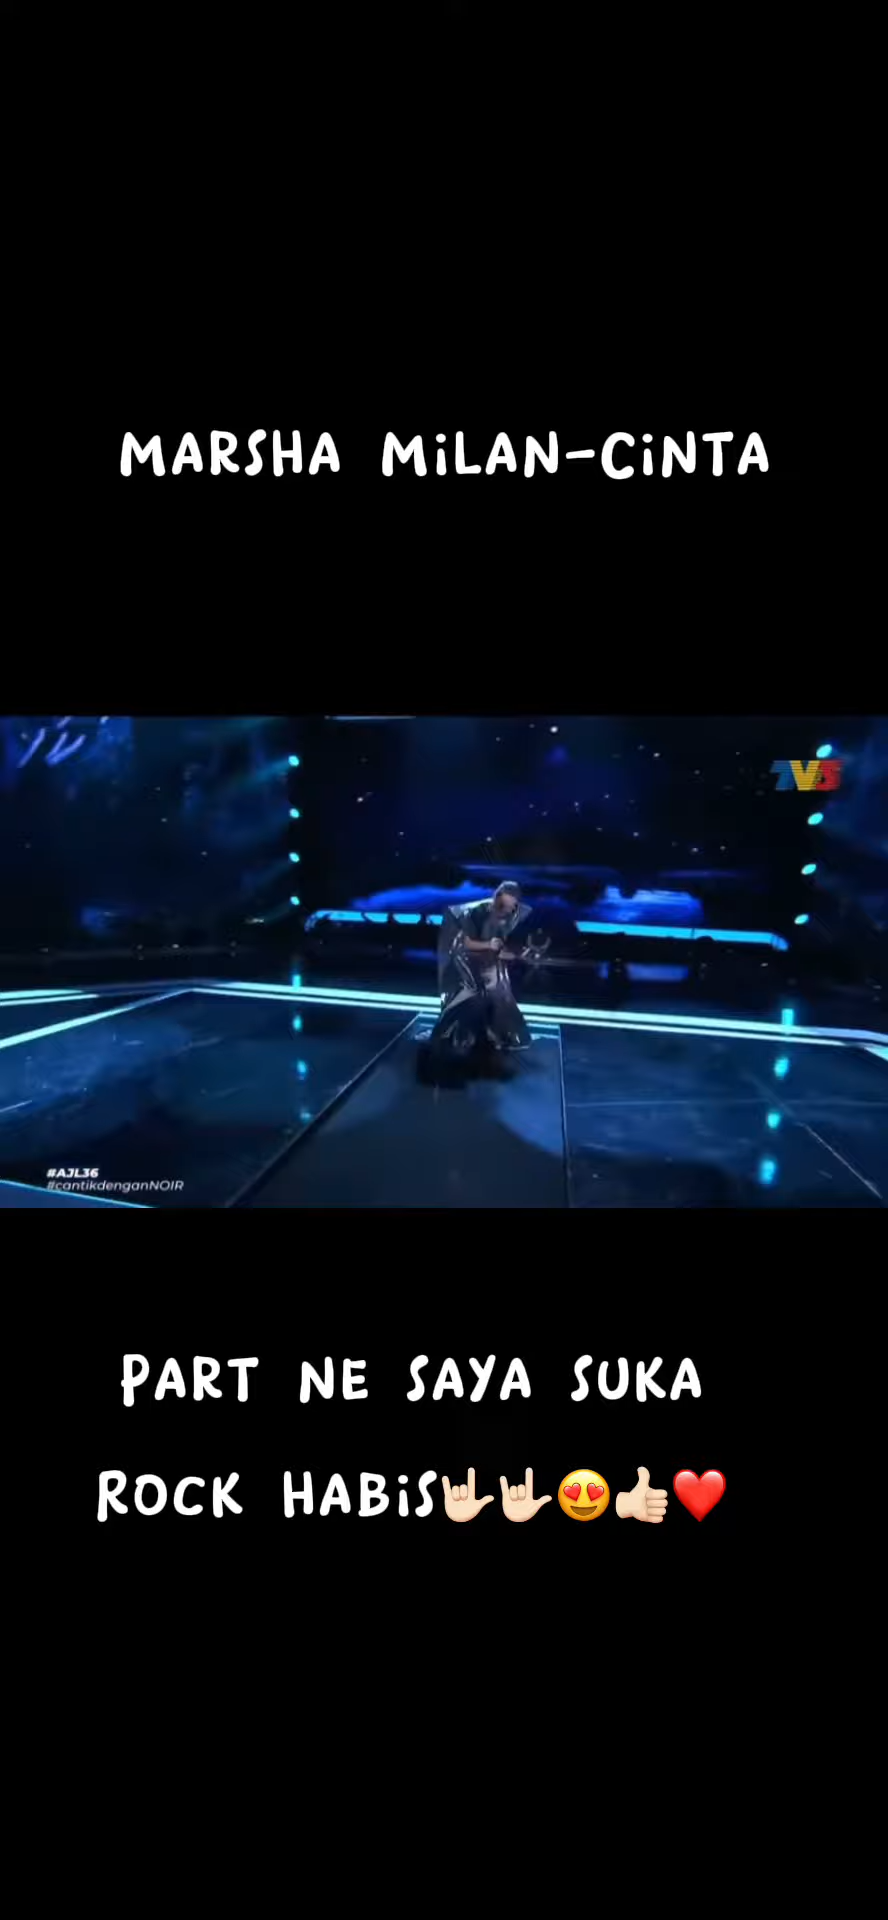 MARSHA MiLAN-CiNTA
TV3
#AJL36
#cantikdenganNOIR
PART NE SAYA SUKA
ROCK HABiS🤟🏻🤟🏻😍👍🏻❤️